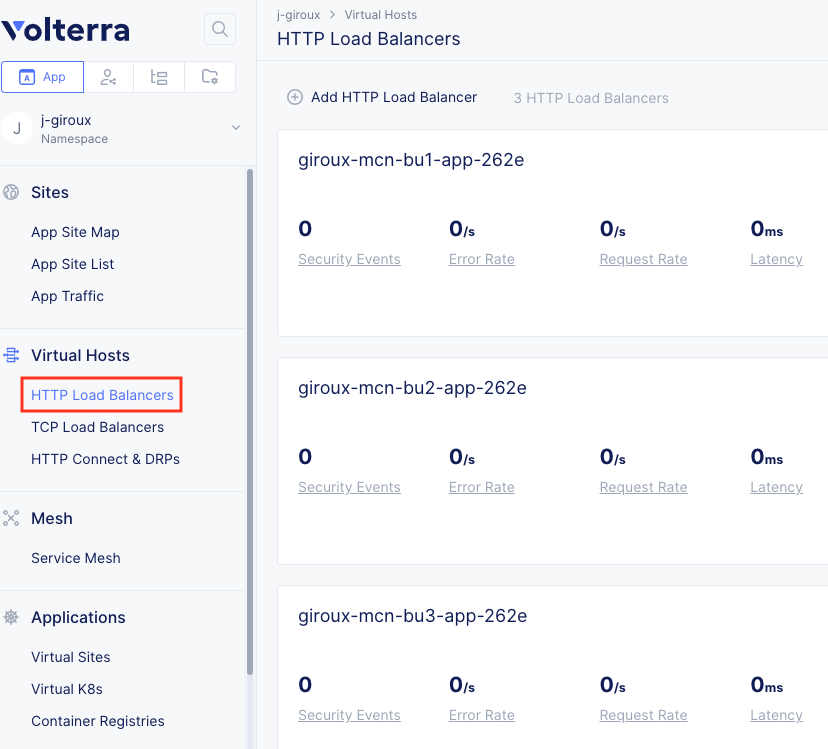 volterra
App
J
j-giroux
Namespace
Sites
App Site Map
App Site List
App Traffic
Virtual Hosts
HTTP Load Balancers
TCP Load Balancers
HTTP Connect & DRPs
Mesh
Service Mesh
Applications
Virtual Sites
Virtual K8s
Container Registries
j-giroux > Virtual Hosts
HTTP Load Balancers
Add HTTP Load Balancer 3 HTTP Load Balancers
giroux-mcn-bu1-app-262e
0 0/s 0/s 0ms
Security Events Error Rate Request Rate Latency
giroux-mcn-bu2-app-262e
0 0/s 0/s 0ms
Security Events Error Rate Request Rate Latency
giroux-mcn-bu3-app-262e
0 0/s 0/s 0ms
Security Events Error Rate Request Rate Latency